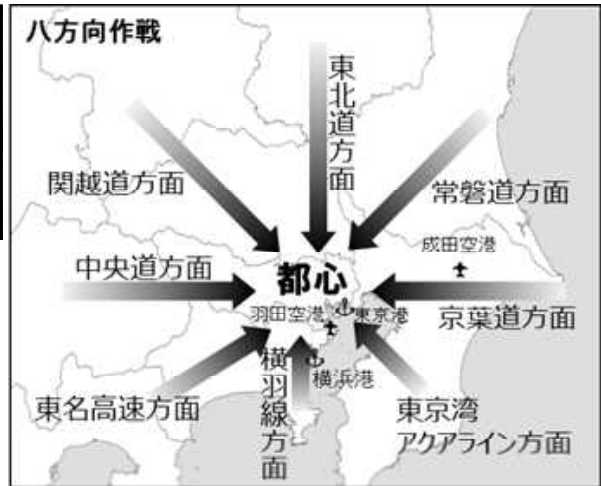 八方向作戦
東北道方面
関越道方面
常磐道方面
成田空港
中央道方面
都心
京葉道方面
羽田空港
東京港
横羽線方面
横浜港
東名高速方面
東京湾
アクアライン方面